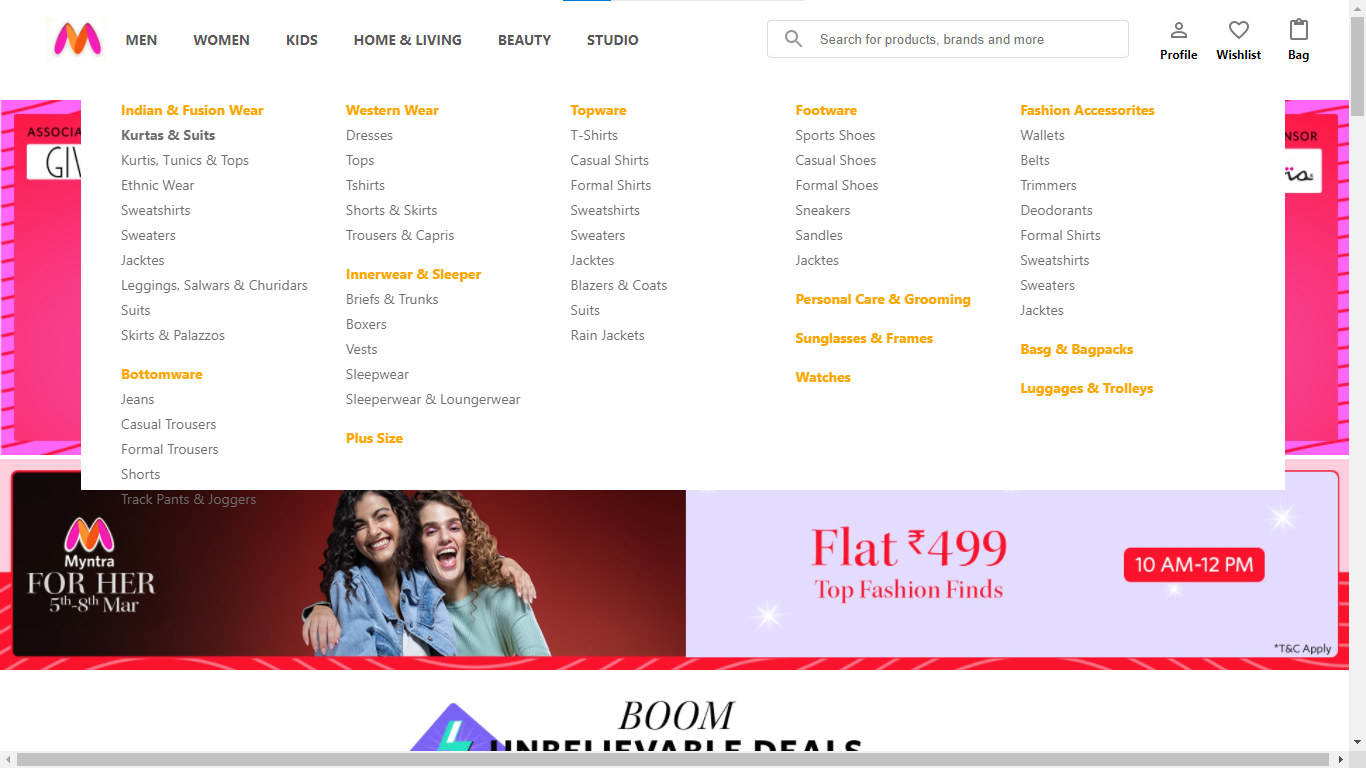 MEN
WOMEN
KIDS
HOME & LIVING
BEAUTY
STUDIO
Search for products, brands and more
Profile
Wishlist
Bag
Indian & Fusion Wear
Kurtas & Suits
Kurtis, Tunics & Tops
Ethnic Wear
Sweatshirts
Sweaters
Jacktes
Leggings, Salwars & Churidars
Suits
Skirts & Palazzos
Bottomware
Jeans
Casual Trousers
Formal Trousers
Shorts
Track Pants & Joggers
Western Wear
Dresses
Tops
Tshirts
Shorts & Skirts
Trousers & Capris
Innerwear & Sleeper
Briefs & Trunks
Boxers
Vests
Sleepwear
Sleeperwear & Loungerwear
Plus Size
Topware
T-Shirts
Casual Shirts
Formal Shirts
Sweatshirts
Sweaters
Jacktes
Blazers & Coats
Suits
Rain Jackets
Footware
Sports Shoes
Casual Shoes
Formal Shoes
Sneakers
Sandles
Jacktes
Personal Care & Grooming
Sunglasses & Frames
Watches
Fashion Accessorites
Wallets
Belts
Trimmers
Deodorants
Formal Shirts
Sweatshirts
Sweaters
Jacktes
Basg & Bagpacks
Luggages & Trolleys
Myntra
FOR HER
5th-8th Mar
Flat ₹499
Top Fashion Finds
10 AM-12 PM
*T&C Apply
BOOM
UNBELIEVABLE DEALS